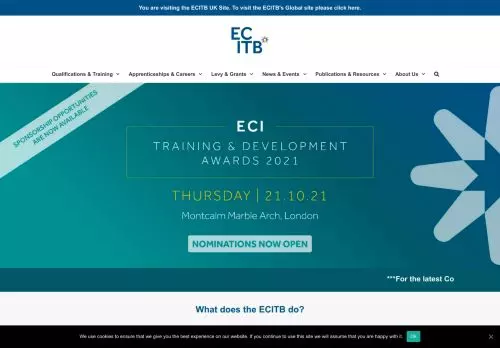 You are visiting the ECITB UK Site. To visit the ECITB's Global site please click here.
EC
ITB
Qualifications & Training Apprenticeships & Careers Levy & Grants News & Events Publications & Resources About Us
SPONSORSHIP OPPORTUNITIES
ARE NOW AVAILABLE
ECI
TRAINING & DEVELOPMENT
AWARDS 2021
THURSDAY | 21.10.21
Montcalm Marble Arch, London
NOMINATIONS NOW OPEN
***For the latest Co
What does the ECITB do?
We use cookies to ensure that we give you the best experience on our website. If you continue to use this site we will assume that you are happy with it. Ok